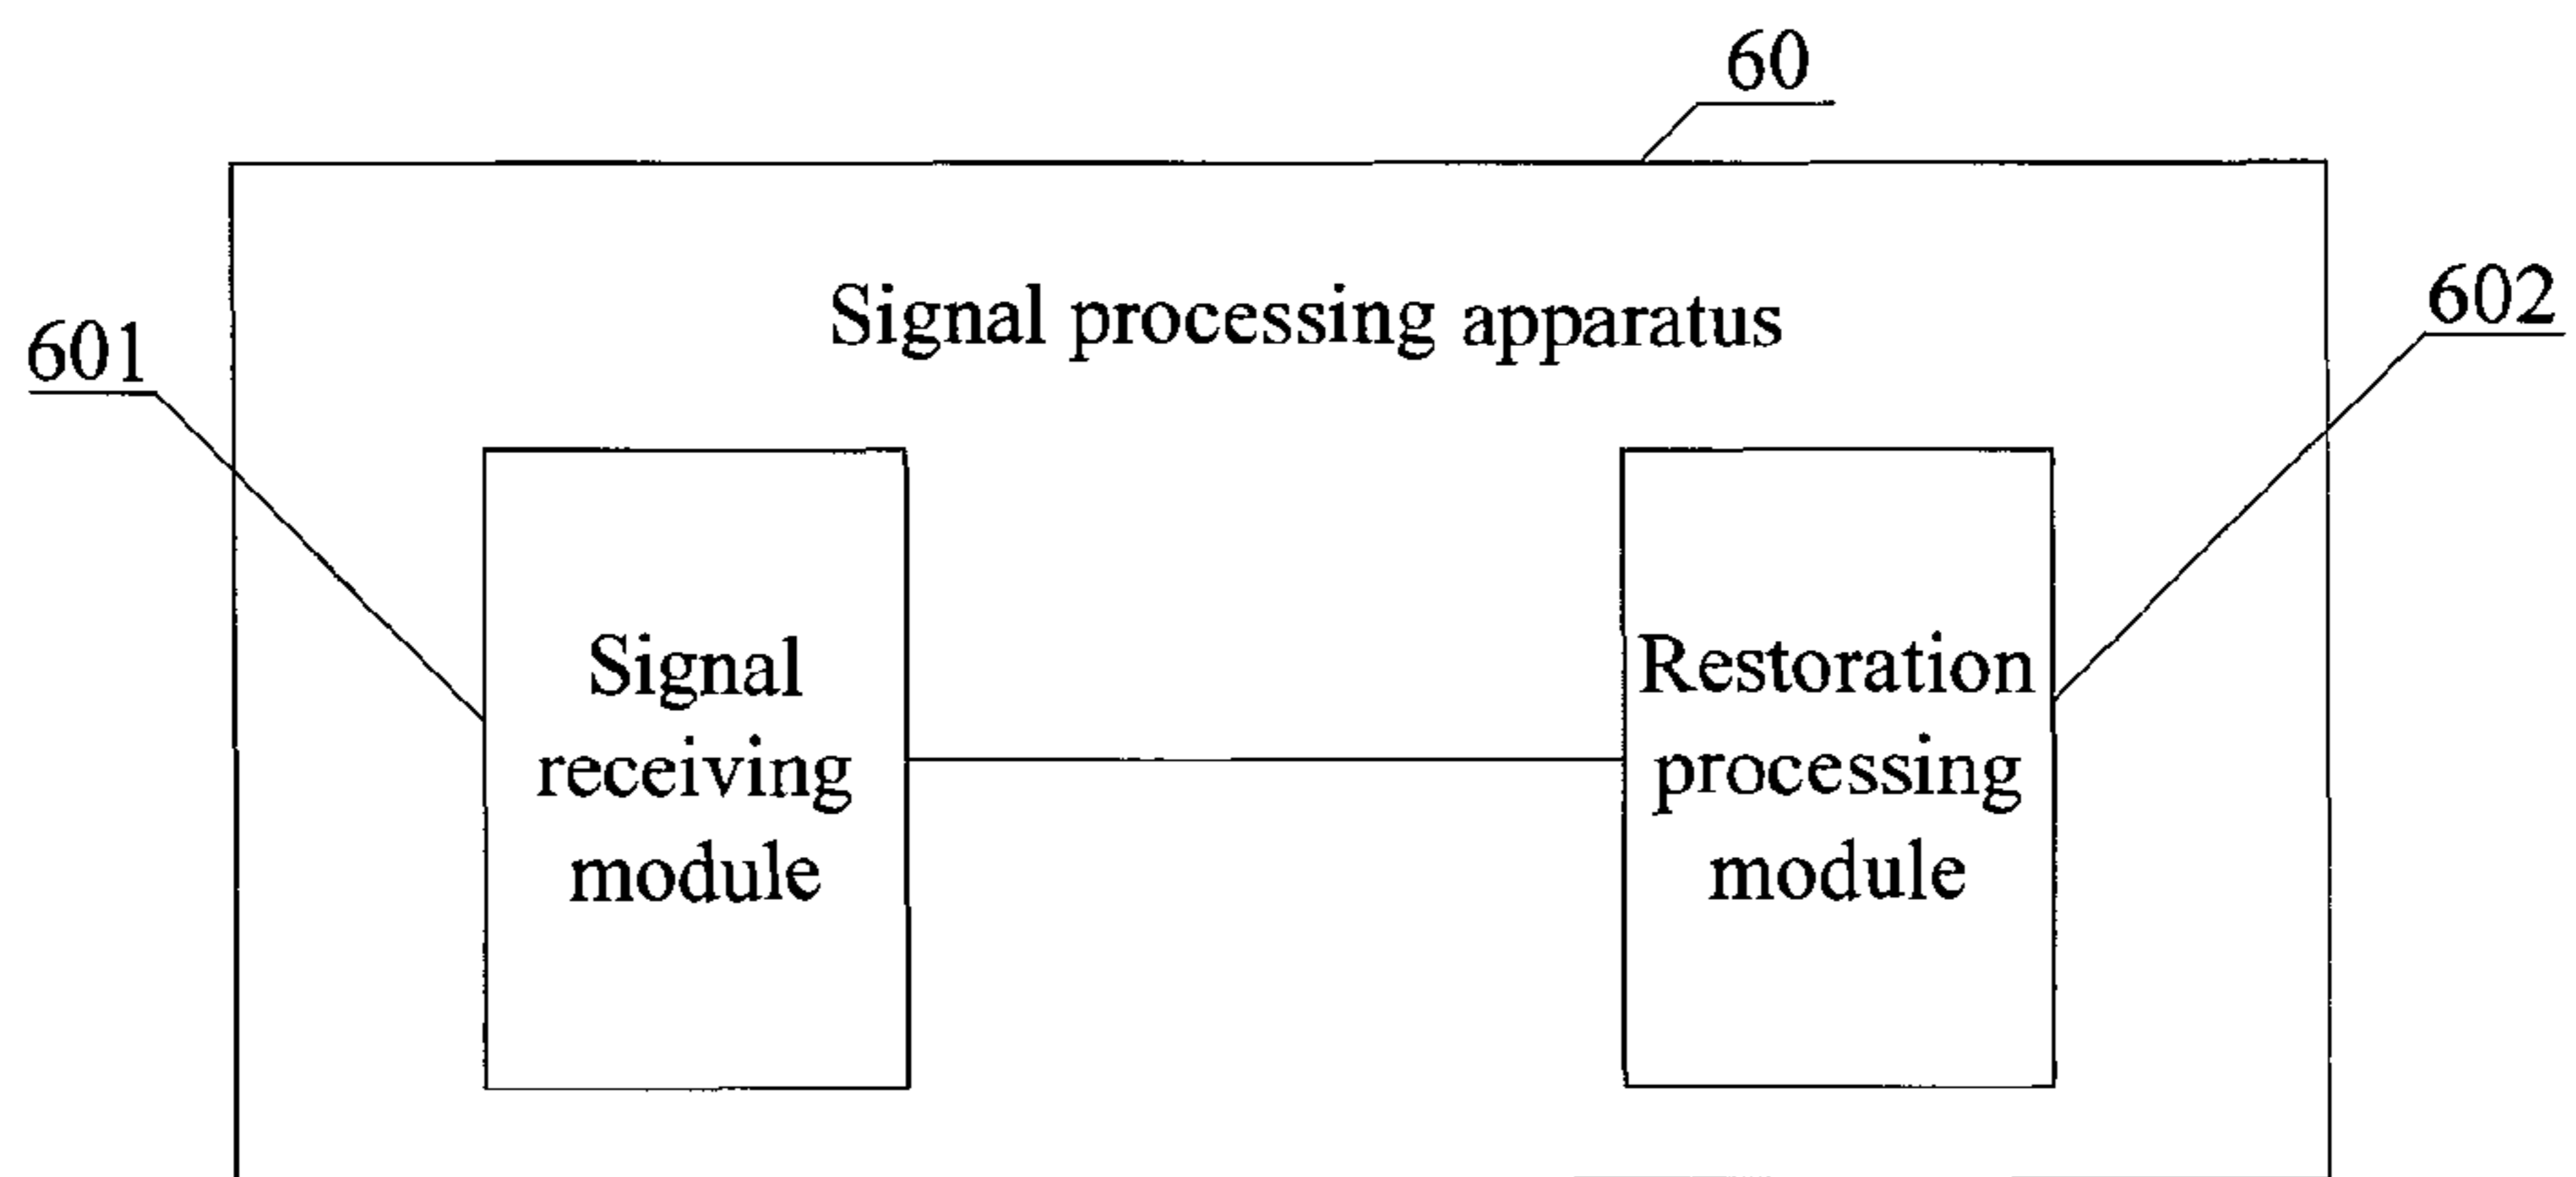 60
Signal processing apparatus
601
602
Signal
receiving
module
Restoration
processing
module